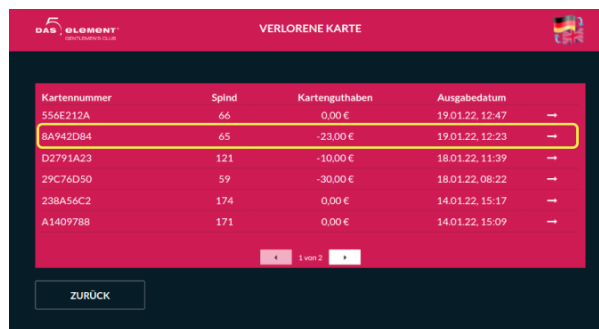 5
DAS ELEMENT
GENTLEMEN'S CLUB
VERLORENE KARTE
Kartennummer Spind Kartenguthaben Ausgabedatum
556E212A 66 0,00 € 19.01.22, 12:47 →
8A942D84 65 -23,00 € 19.01.22, 12:23 →
D2791A23 121 -10,00 € 18.01.22, 11:39 →
29C76D50 59 -30,00 € 18.01.22, 08:22 →
238A56C2 174 0,00 € 14.01.22, 15:17 →
A1409788 171 0,00 € 14.01.22, 15:09 →
1 von 2
ZURÜCK